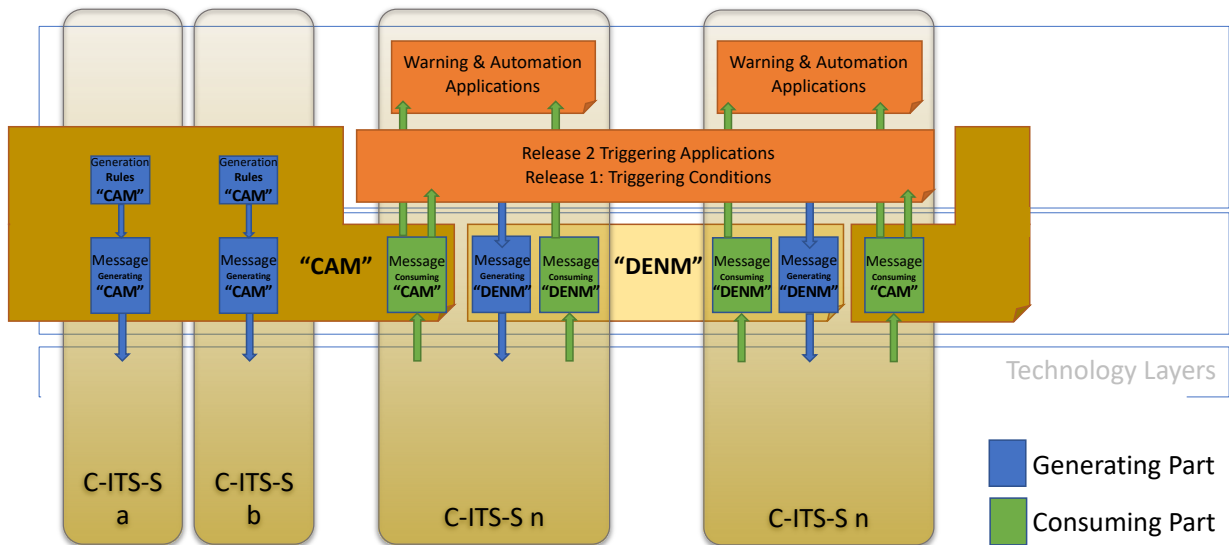 Warning & Automation
Applications
Warning & Automation
Applications
Release 2 Triggering Applications
Release 1: Triggering Conditions
Generation
Rules
“CAM”
Generation
Rules
“CAM”
Message
Generating
“CAM”
Message
Generating
“CAM”
“CAM”
Message
Consuming
“CAM”
Message
Generating
“DENM”
Message
Consuming
“DENM”
“DENM”
Message
Consuming
“DENM”
Message
Generating
“DENM”
Message
Consuming
“CAM”
Technology Layers
C-ITS-S
a
C-ITS-S
b
C-ITS-S n
C-ITS-S n
Generating Part
Consuming Part